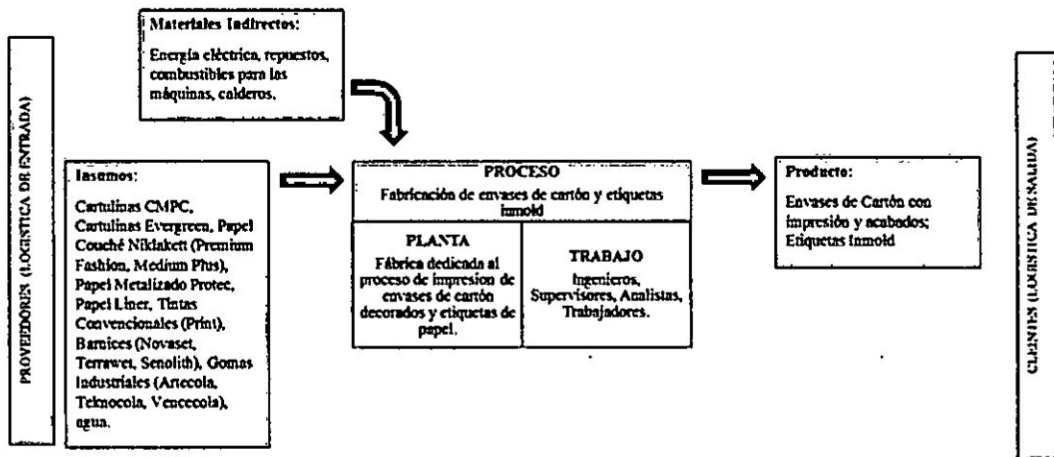 Materiales Indirectos:
Energía eléctrica, repuestos,
combustibles para las
máquinas, calderos.
PROVEEDORES (LOGISTICA DE ENTRADA)
Insumos:
Cartulinas CMPC,
Cartulinas Evergreen, Papel
Couché Niklakett (Premium
Fashion, Medium Plus),
Papel Metalizado Protec,
Papel Liner, Tintas
Convencionales (Print),
Barnices (Novaset,
Terrawet, Senolith), Gomas
Industriales (Artecola,
Teknocola, Vencecola),
agua.
PROCESO
Fabricación de envases de cartón y etiquetas
inmold
PLANTA
Fábrica dedicada al
proceso de impresion de
envases de cartón
decorados y etiquetas de
papel.
TRABAJO
Ingenieros,
Supervisores, Analistas,
Trabajadores.
Producto:
Envases de Cartón con
impresión y acabados;
Etiquetas Inmold
CLEINTES (LOGISTICA DE SALIDA)